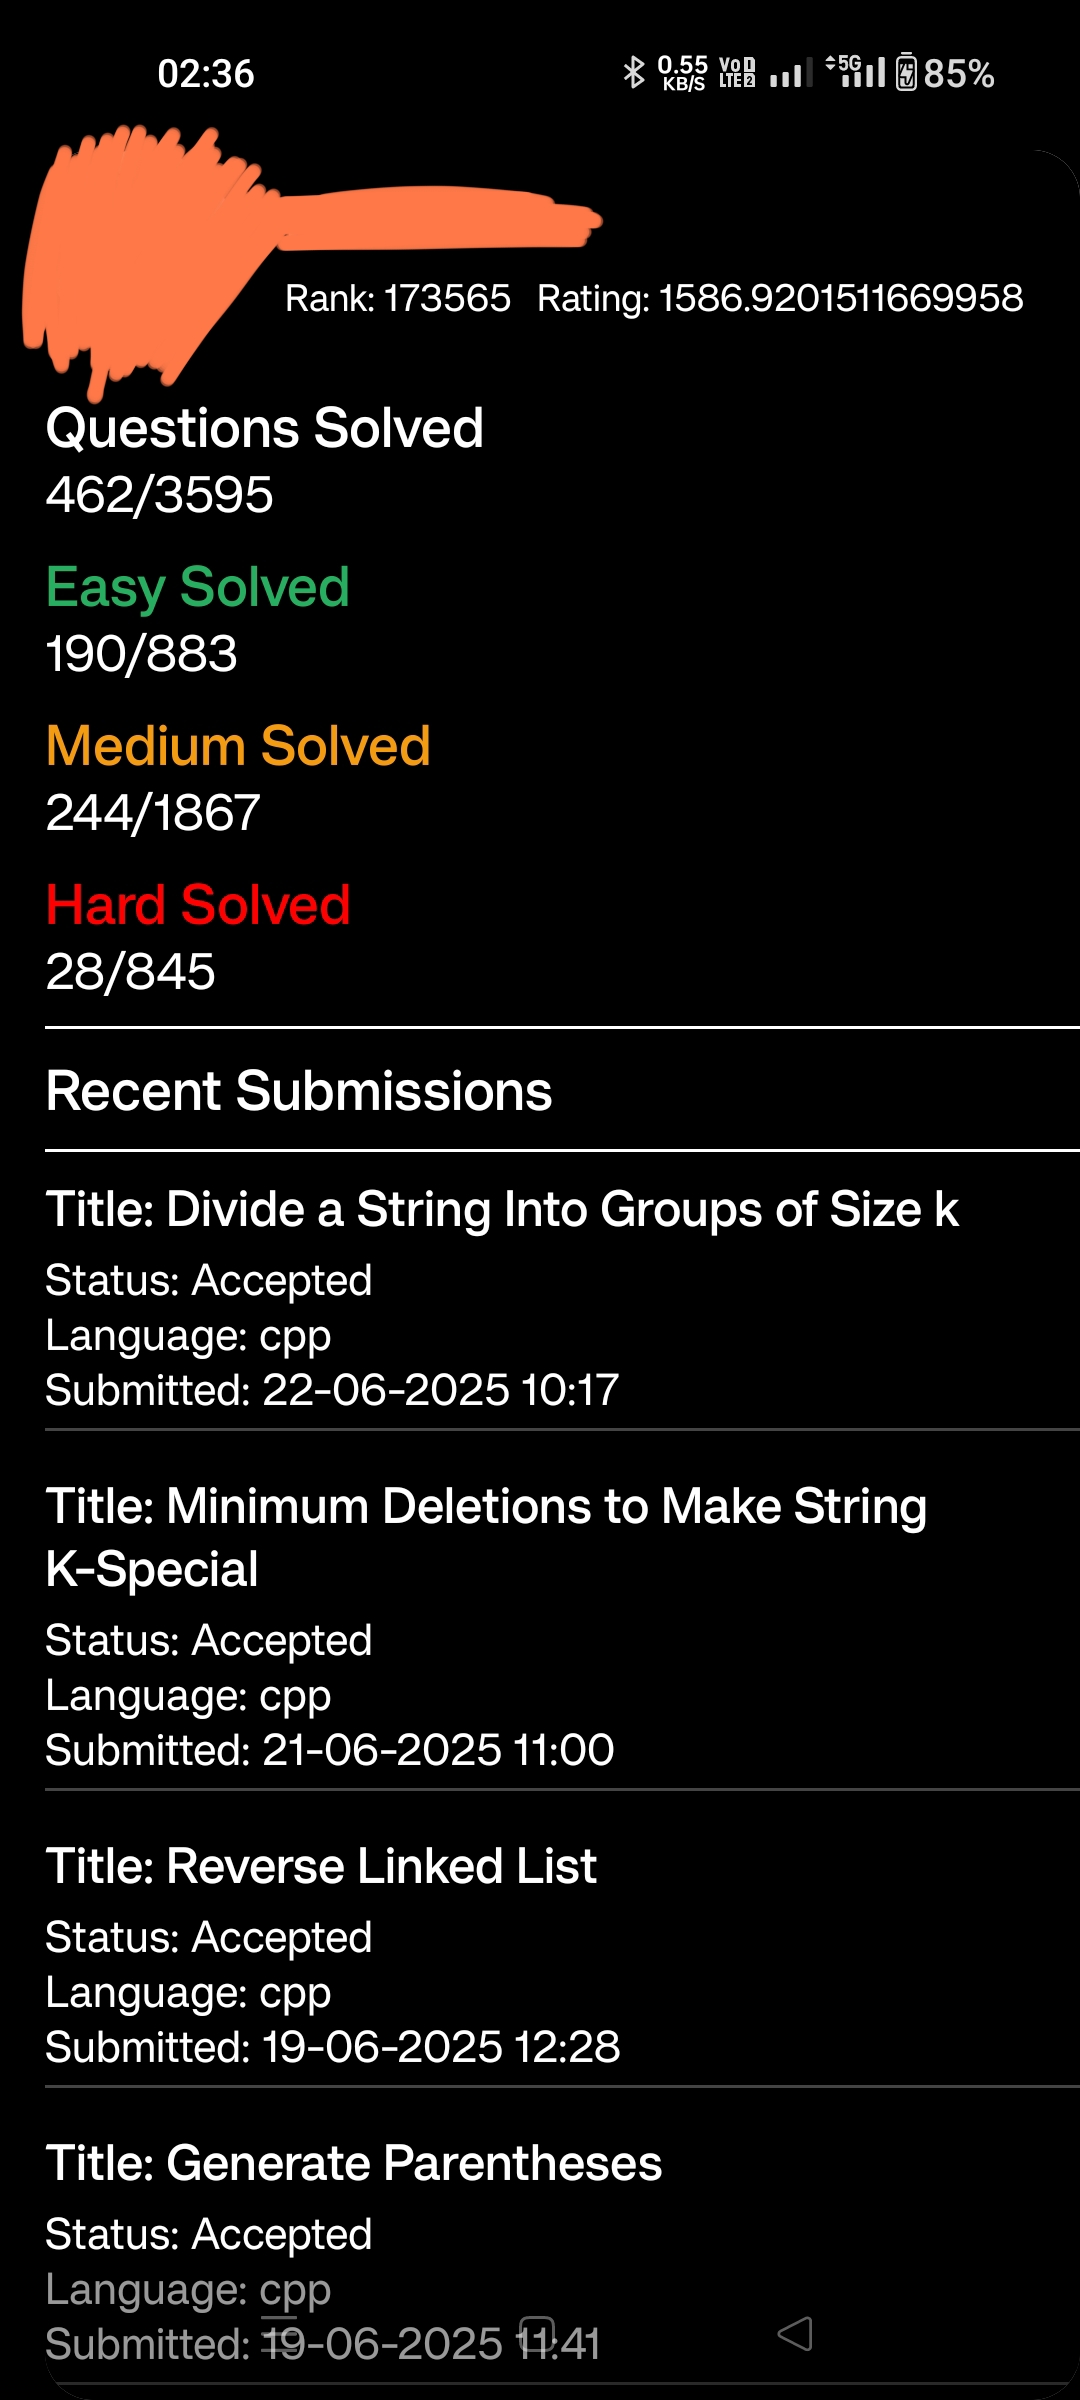 02:36
0.55 KB/S Vo 1 LTE 2 5G 85%
Rank: 173565 Rating: 1586.9201511669958
Questions Solved
462/3595
Easy Solved
190/883
Medium Solved
244/1867
Hard Solved
28/845
Recent Submissions
Title: Divide a String Into Groups of Size k
Status: Accepted
Language: cpp
Submitted: 22-06-2025 10:17
Title: Minimum Deletions to Make String
K-Special
Status: Accepted
Language: cpp
Submitted: 21-06-2025 11:00
Title: Reverse Linked List
Status: Accepted
Language: cpp
Submitted: 19-06-2025 12:28
Title: Generate Parentheses
Status: Accepted
Language: cpp
Submitted: 19-06-2025 11:41